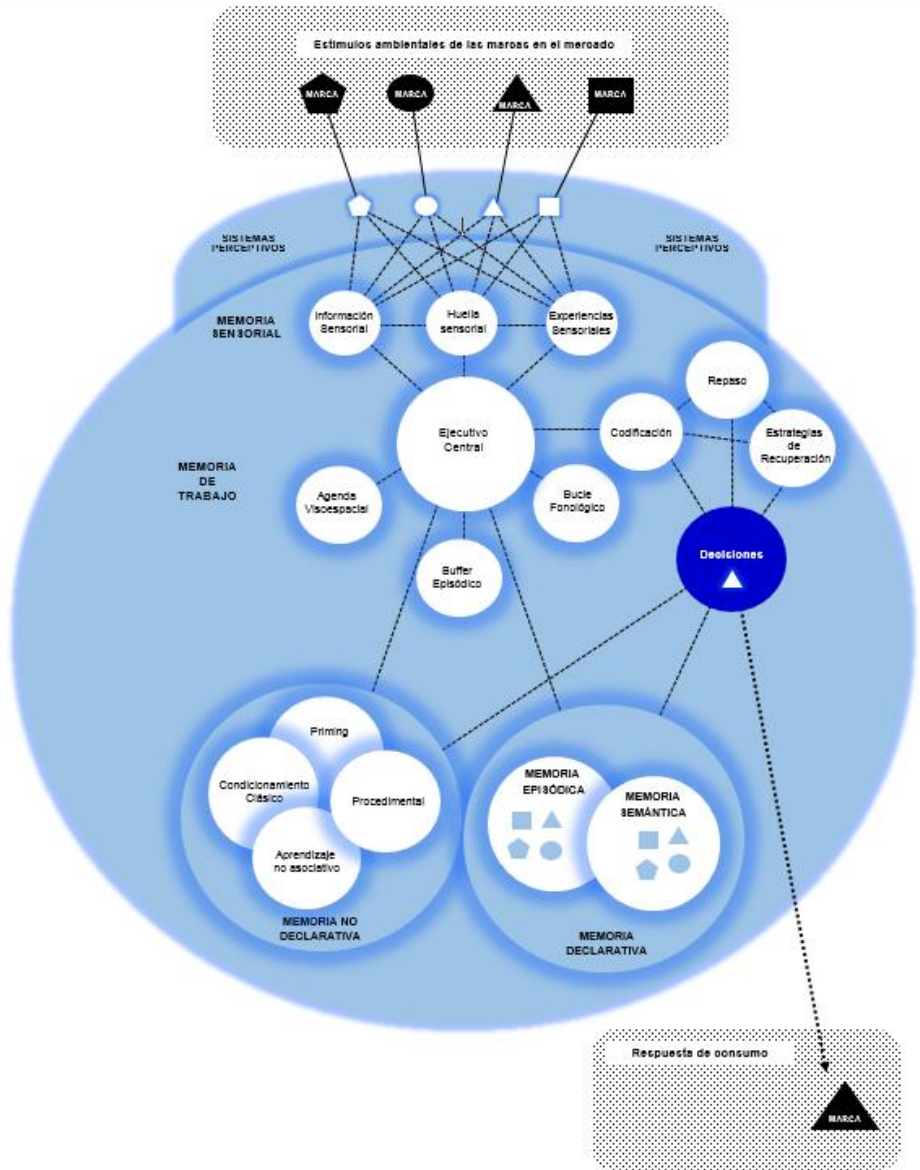 Estímulos ambientales de las marcas en el mercado
MARCA
MARCA
MARCA
MARCA
SISTEMAS
PERCEPTIVOS
SISTEMAS
PERCEPTIVOS
MEMORIA
SENSORIAL
Información
Sensorial
Huella
sensorial
Experiencias
Sensoriales
Repaso
Codificación
Estrategias
de
Recuperación
Ejecutivo
Central
MEMORIA
DE
TRABAJO
Agenda
Visoespacial
Bucle
Fonológico
Buffer
Episódico
Decisiones
Priming
Condicionamiento
Clásico
Procedimental
Aprendizaje
no asociativo
MEMORIA NO
DECLARATIVA
MEMORIA
EPISÓDICA
MEMORIA
SEMÁNTICA
MEMORIA
DECLARATIVA
Respuesta de consumo
MARCA